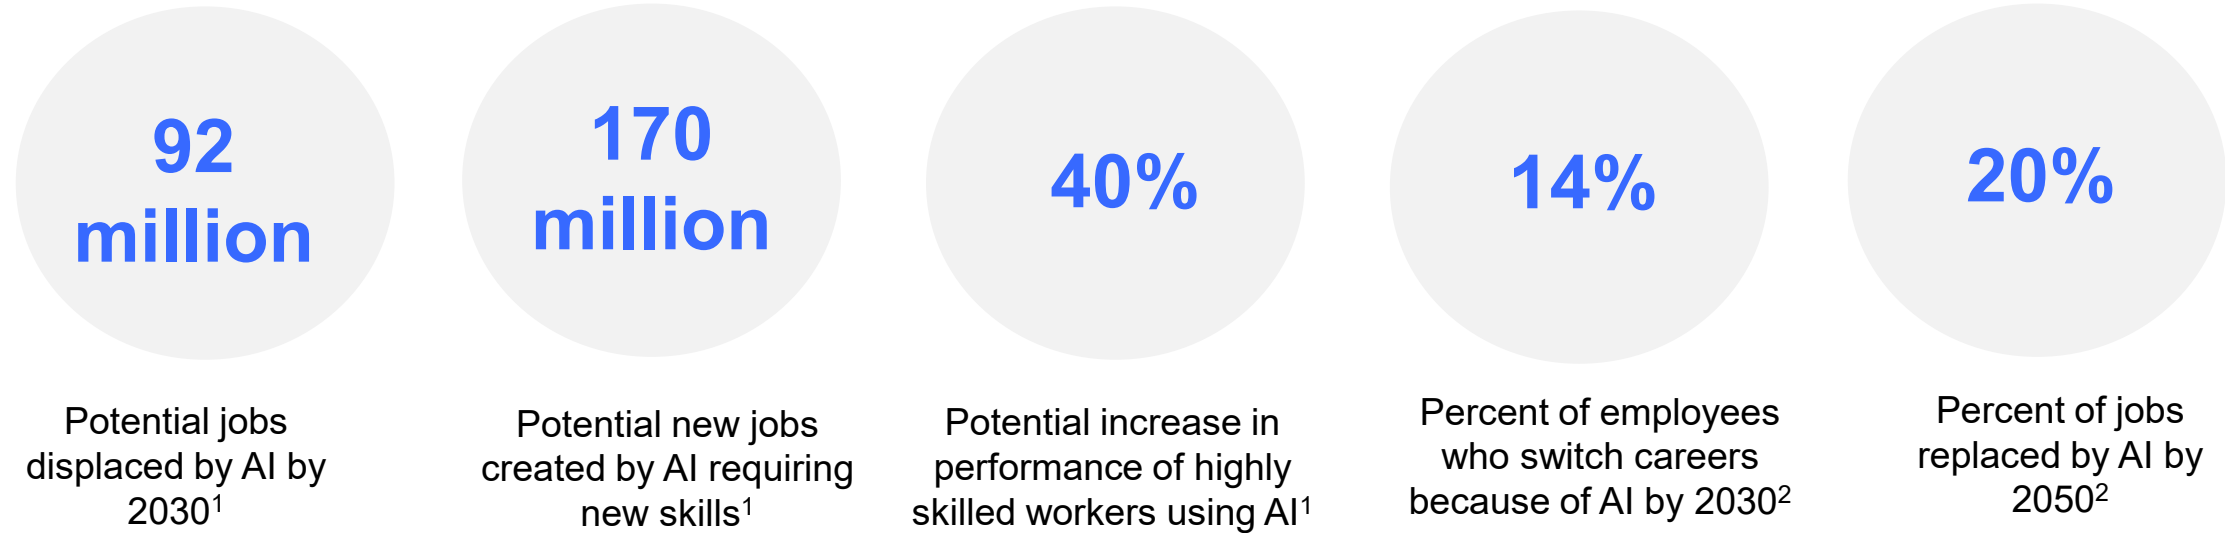 92
million
Potential jobs
displaced by AI by
2030¹
170
million
Potential new jobs
created by AI requiring
new skills¹
40%
Potential increase in
performance of highly
skilled workers using AI¹
14%
Percent of employees
who switch careers
because of AI by 2030²
20%
Percent of jobs
replaced by AI by
2050²